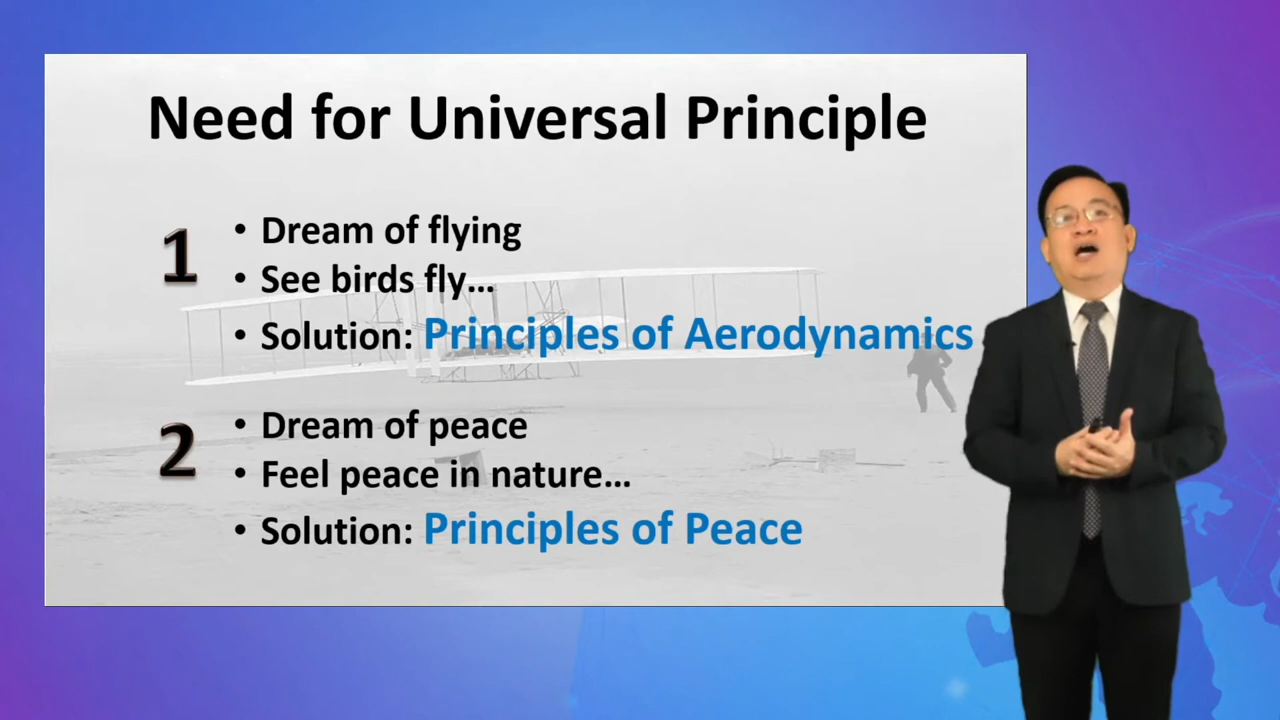 Need for Universal Principle
1
• Dream of flying
• See birds fly...
• Solution: Principles of Aerodynamics
2
• Dream of peace
• Feel peace in nature...
• Solution: Principles of Peace